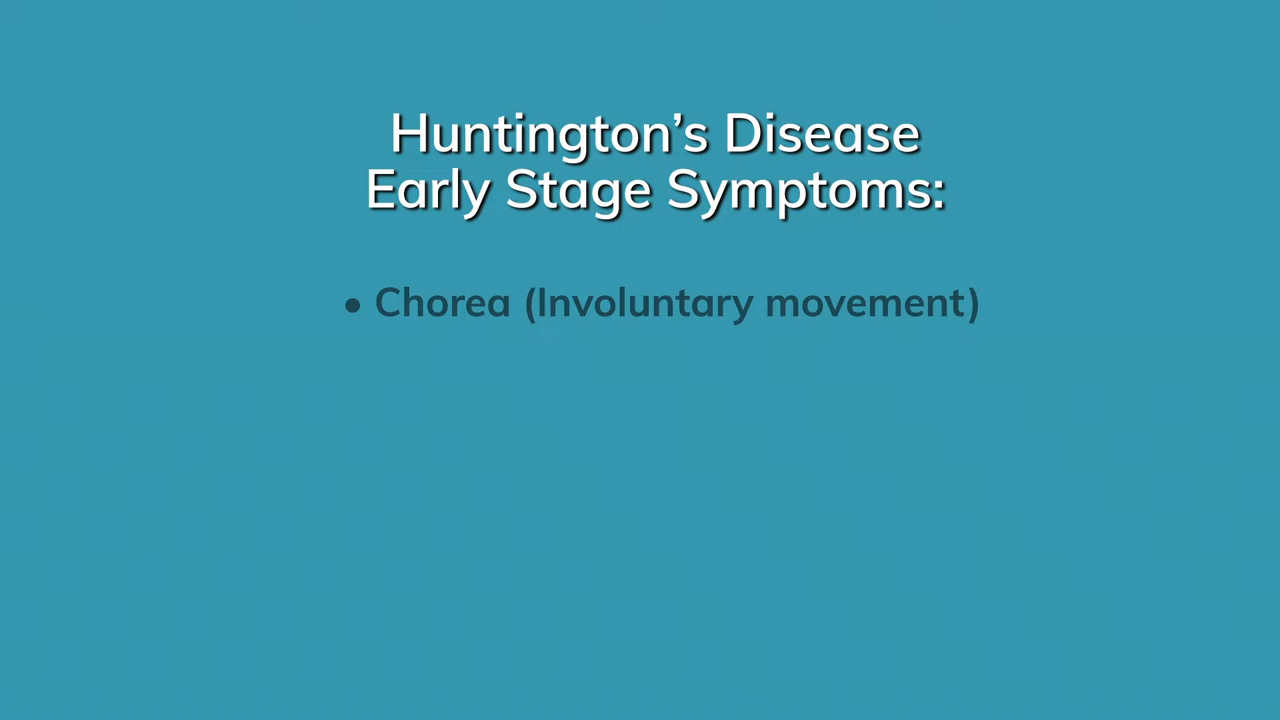 Huntington’s Disease
Early Stage Symptoms:
• Chorea (Involuntary movement)